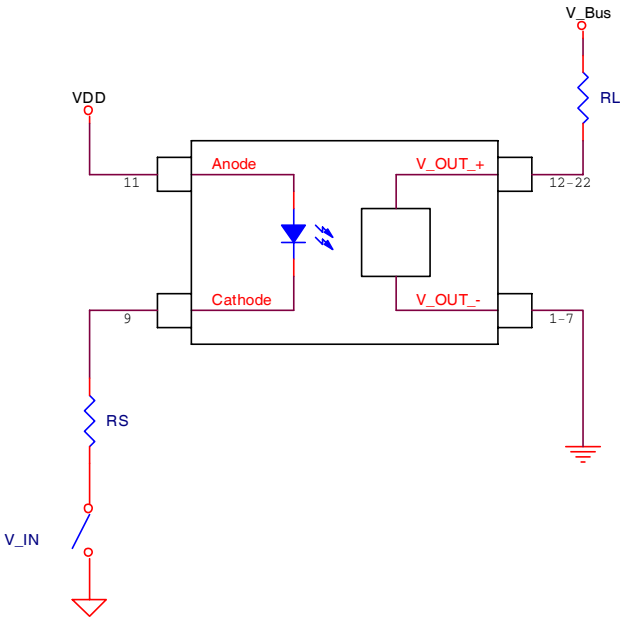 V_Bus
RL
VDD
Anode
V_OUT_+
11
12-22
Cathode
V_OUT_-
9
1-7
RS
V_IN